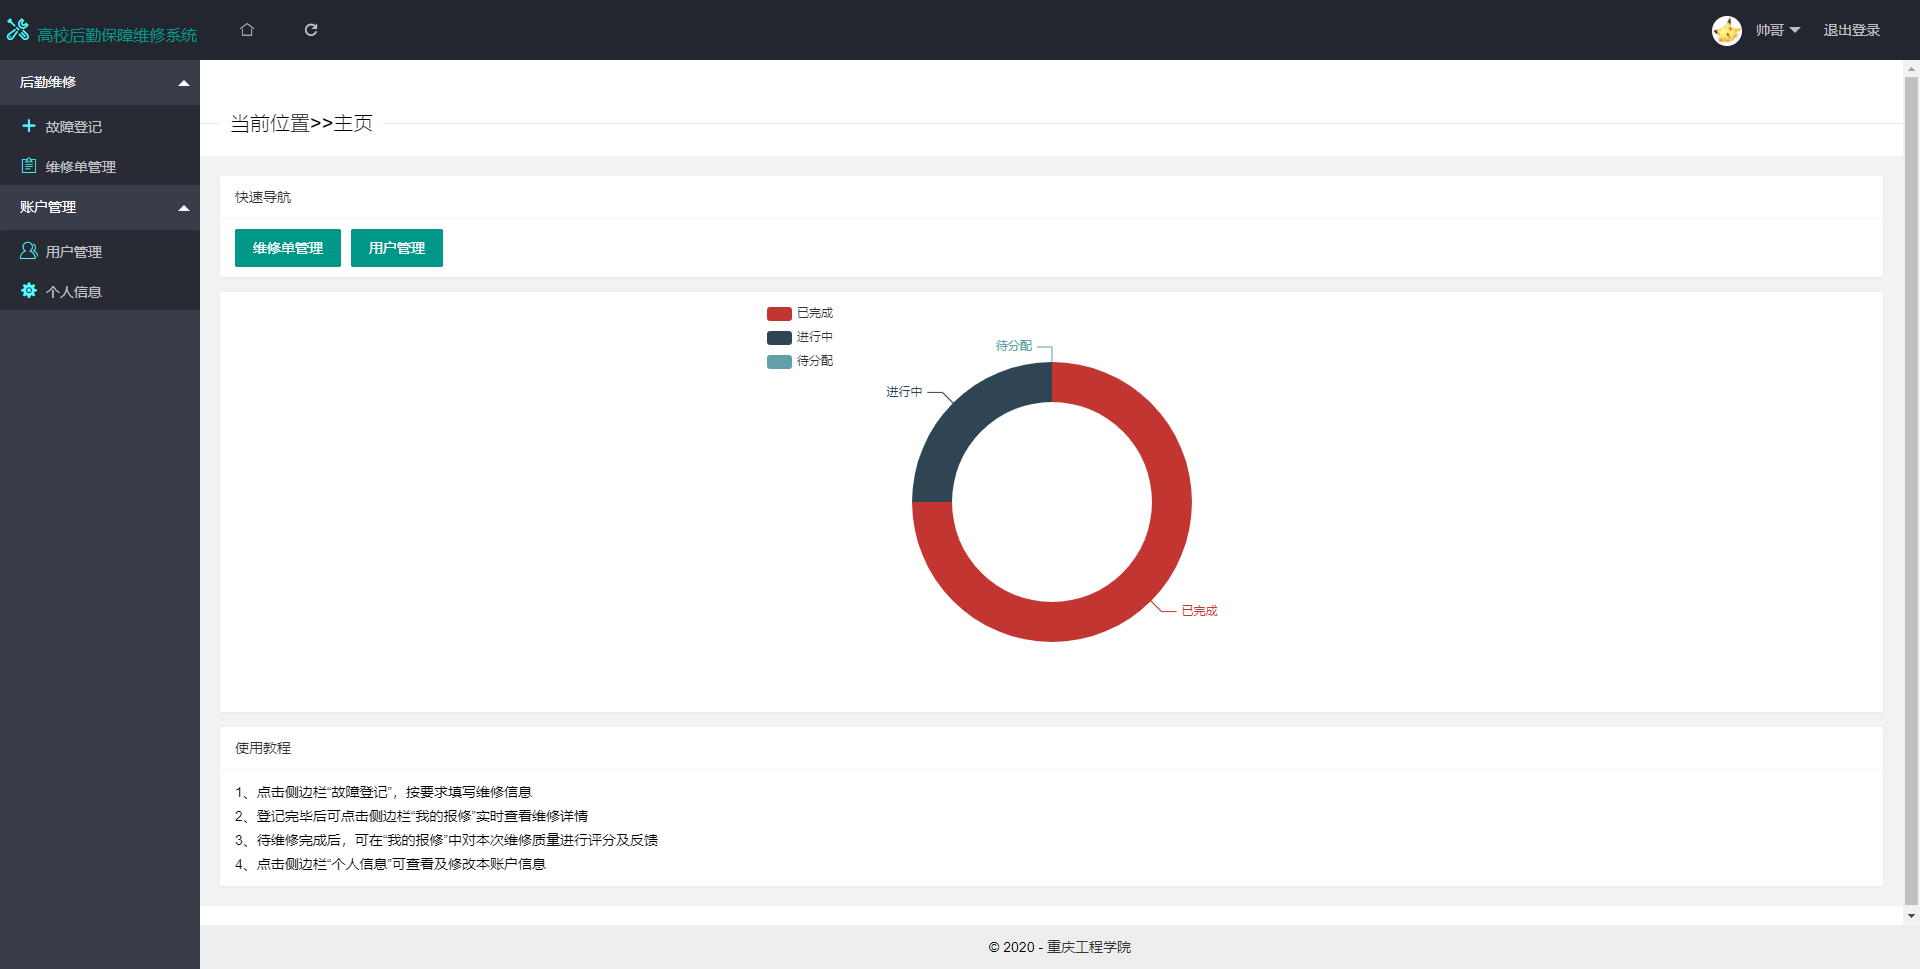 高校后勤保障维修系统
帅哥
退出登录
后勤维修
故障登记
维修单管理
账户管理
用户管理
个人信息
当前位置>>主页
快速导航
维修单管理
用户管理
已完成
进行中
待分配
待分配
进行中
已完成
使用教程
1、点击侧边栏“故障登记”，按要求填写维修信息
2、登记完毕后可点击侧边栏“我的报修”实时查看维修详情
3、待维修完成后，可在“我的报修”中对本次维修质量进行评分及反馈
4、点击侧边栏“个人信息”可查看及修改本账户信息
© 2020 - 重庆工程学院